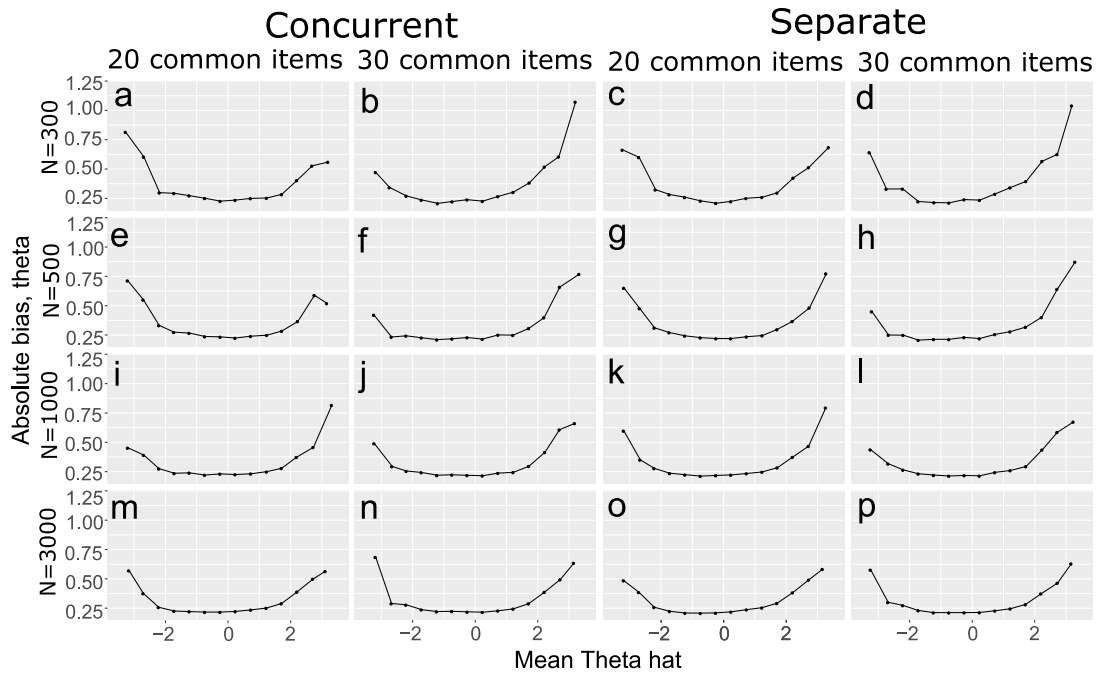 Concurrent Separate
20 common items 30 common items 20 common items 30 common items
Absolute bias, theta
N=300
1.25
1.00
0.75
0.50
0.25
a b c d
N=500
1.25
1.00
0.75
0.50
0.25
e f g h
N=1000
1.25
1.00
0.75
0.50
0.25
i j k l
N=3000
1.25
1.00
0.75
0.50
0.25
m n o p
−2 0 2 −2 0 2 −2 0 2 −2 0 2
Mean Theta hat